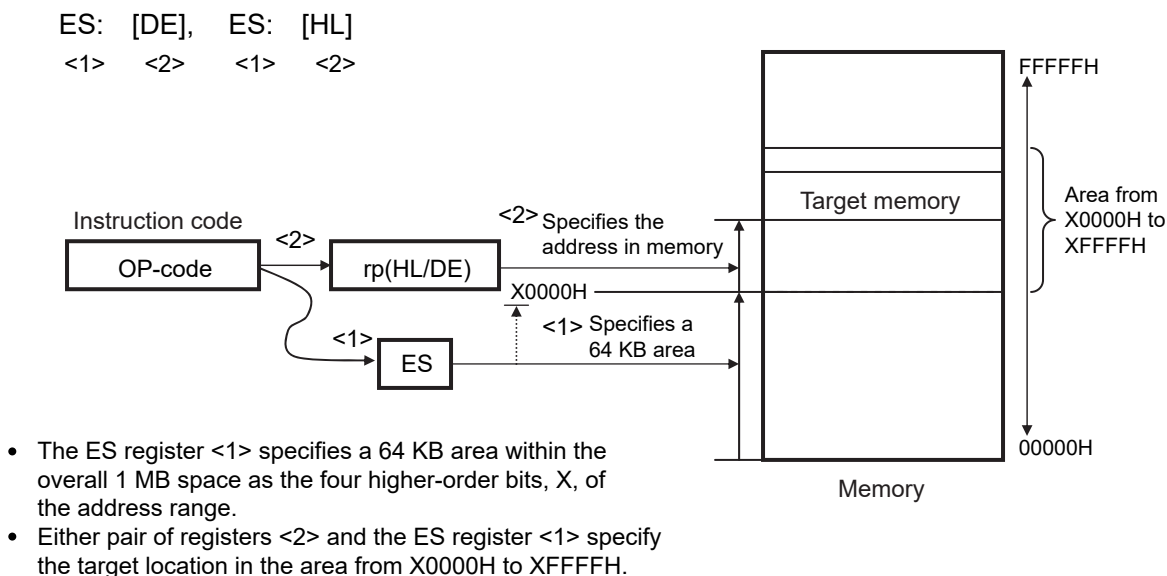 ES: [DE], ES: [HL]
<1> <2> <1> <2>
FFFFFH
Target memory
Area from
X0000H to
XFFFFH
Instruction code
OP-code
<2>
rp(HL/DE)
<2> Specifies the
address in memory
X0000H
<1> Specifies a
64 KB area
<1>
ES
00000H
Memory
• The ES register <1> specifies a 64 KB area within the
overall 1 MB space as the four higher-order bits, X, of
the address range.
• Either pair of registers <2> and the ES register <1> specify
the target location in the area from X0000H to XFFFFH.